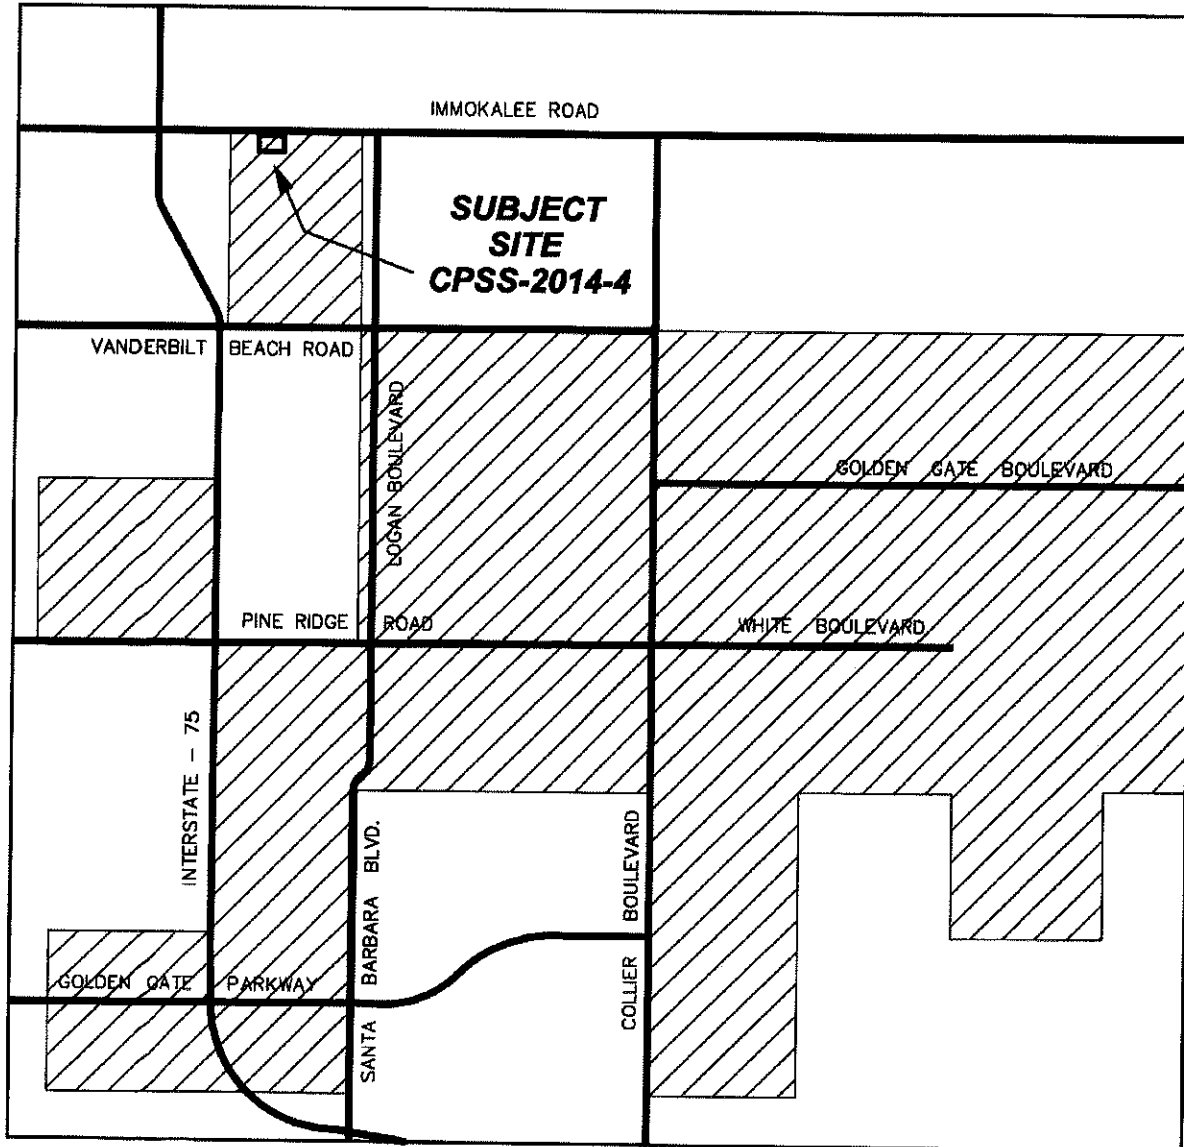 IMMOKALEE ROAD
SUBJECT
SITE
CPSS-2014-4
VANDERBILT BEACH ROAD
LOGAN BOULEVARD
GOLDEN GATE BOULEVARD
PINE RIDGE ROAD
WHITE BOULEVARD
INTERSTATE - 75
SANTA BARBARA BLVD.
COLLIER BOULEVARD
GOLDEN GATE PARKWAY